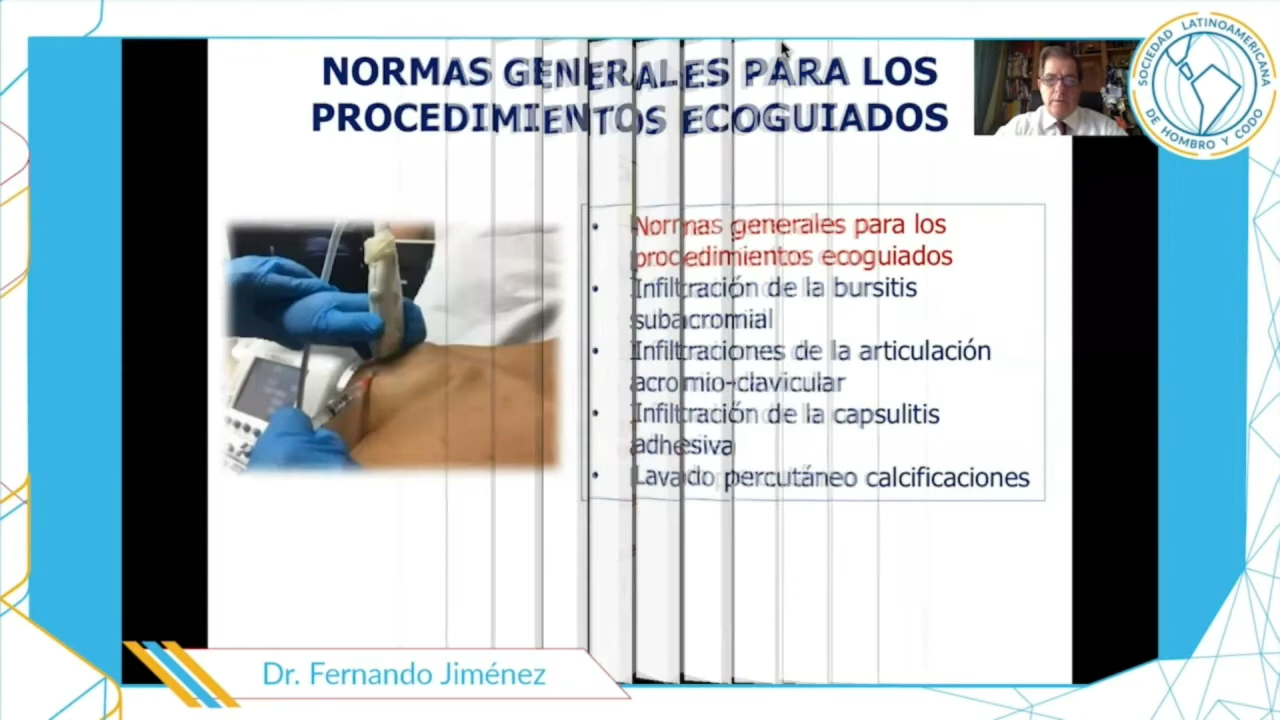 NORMAS GENERALES PARA LOS
PROCEDIMIENTOS ECOGUIADOS
SOCIEDAD LATINOAMERICANA
DE HOMBRO Y CODO
• Normas generales para los
procedimientos ecoguiados
• Infiltración de la bursitis
subacromial
• Infiltraciones de la articulación
acromio-clavicular
• Infiltración de la capsulitis
adhesiva
• Lavado percutáneo calcificaciones
Dr. Fernando Jiménez